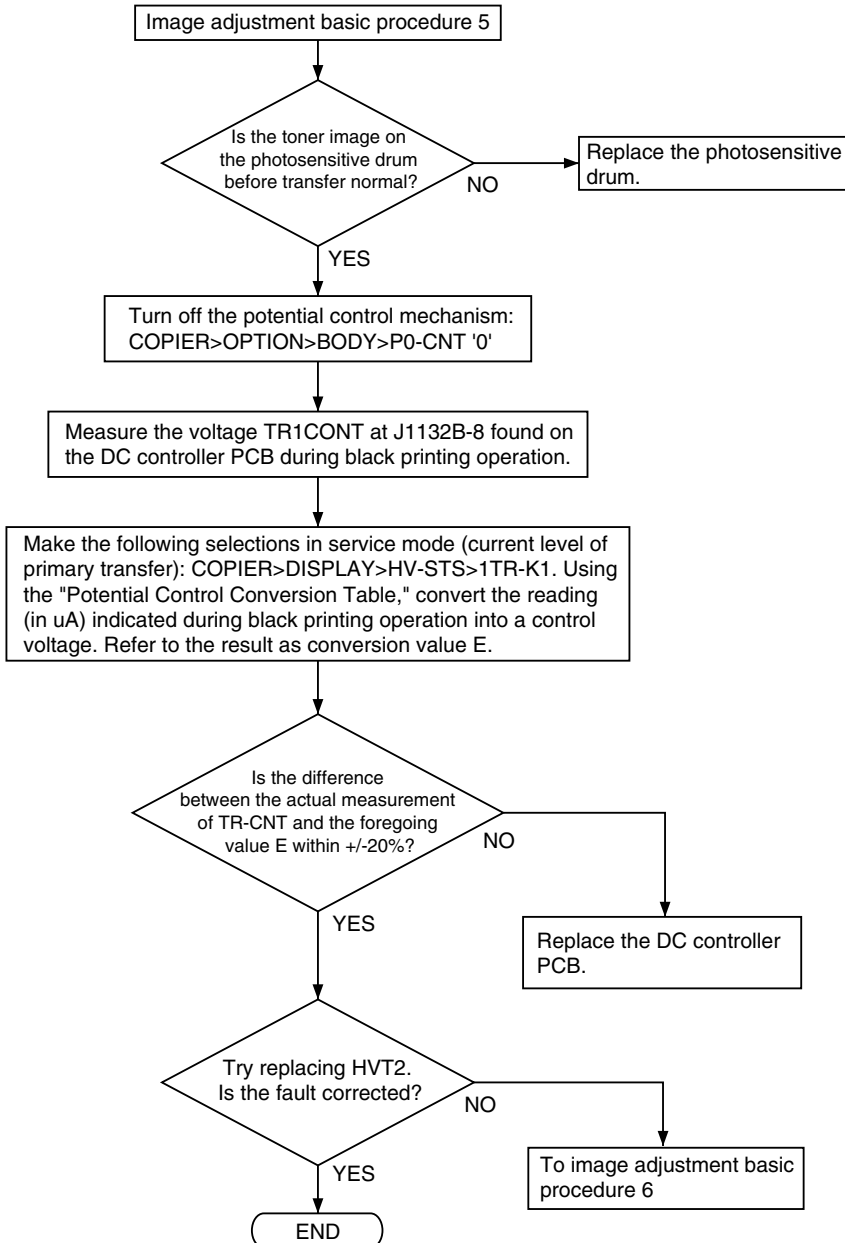 Image adjustment basic procedure 5
Is the toner image on
the photosensitive drum
before transfer normal?
NO
Replace the photosensitive
drum.
YES
Turn off the potential control mechanism:
COPIER>OPTION>BODY>P0-CNT '0'
Measure the voltage TR1CONT at J1132B-8 found on
the DC controller PCB during black printing operation.
Make the following selections in service mode (current level of
primary transfer): COPIER>DISPLAY>HV-STS>1TR-K1. Using
the "Potential Control Conversion Table," convert the reading
(in uA) indicated during black printing operation into a control
voltage. Refer to the result as conversion value E.
Is the difference
between the actual measurement
of TR-CNT and the foregoing
value E within +/-20%?
NO
YES
Replace the DC controller
PCB.
Try replacing HVT2.
Is the fault corrected?
NO
YES
To image adjustment basic
procedure 6
END